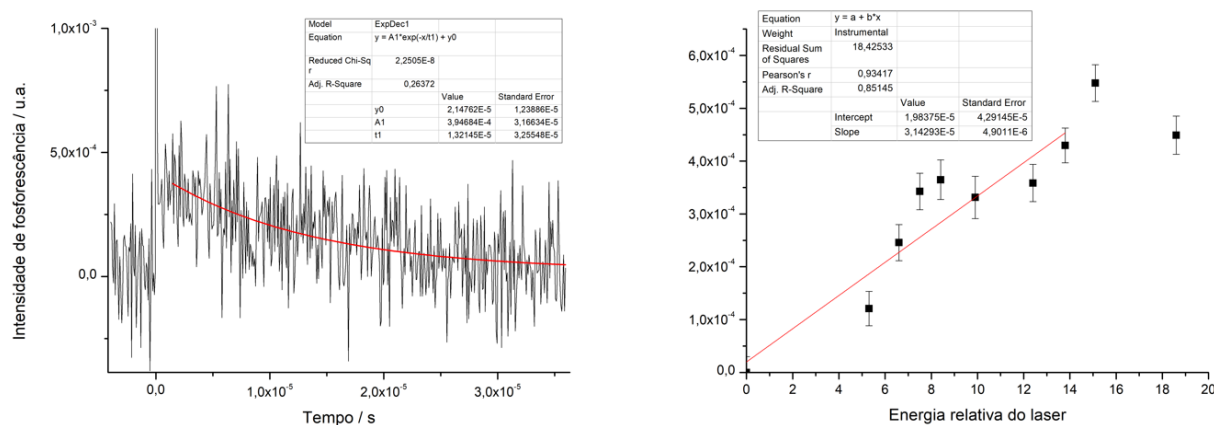 Model ExpDec1
Equation y = A1*exp(-x/t1) + y0
Reduced Chi-Sq
r 2,2505E-8
Adj. R-Square 0,26372
Value Standard Error
y0 2,14762E-5 1,23886E-5
A1 3,94684E-4 3,16634E-5
t1 1,32145E-5 3,25548E-5
1,0x10-3
5,0x10-4
0,0
Intensidade de fosforescência / u.a.
0,0 1,0x10-5 2,0x10-5 3,0x10-5
Tempo / s
Equation y = a + b*x
Weight Instrumental
Residual Sum
of Squares 18,42533
Pearson's r 0,93417
Adj. R-Square 0,85145
Value Standard Error
Intercept 1,98375E-5 4,29145E-5
Slope 3,14293E-5 4,9011E-6
6,0x10-4
5,0x10-4
4,0x10-4
3,0x10-4
2,0x10-4
1,0x10-4
0,0
0 2 4 6 8 10 12 14 16 18 20
Energia relativa do laser